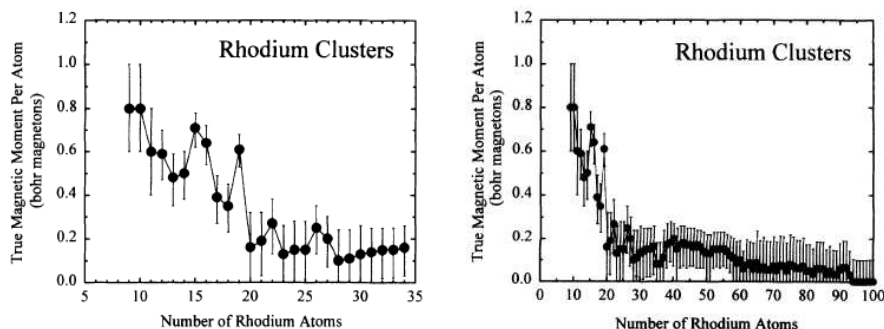 Rhodium Clusters
True Magnetic Moment Per Atom
(bohr magnetons)
1.2
1.0
0.8
0.6
0.4
0.2
0.0
5 10 15 20 25 30 35
Number of Rhodium Atoms
Rhodium Clusters
True Magnetic Moment Per Atom
(bohr magnetons)
1.2
1.0
0.8
0.6
0.4
0.2
0.0
0 10 20 30 40 50 60 70 80 90 100
Number of Rhodium Atoms